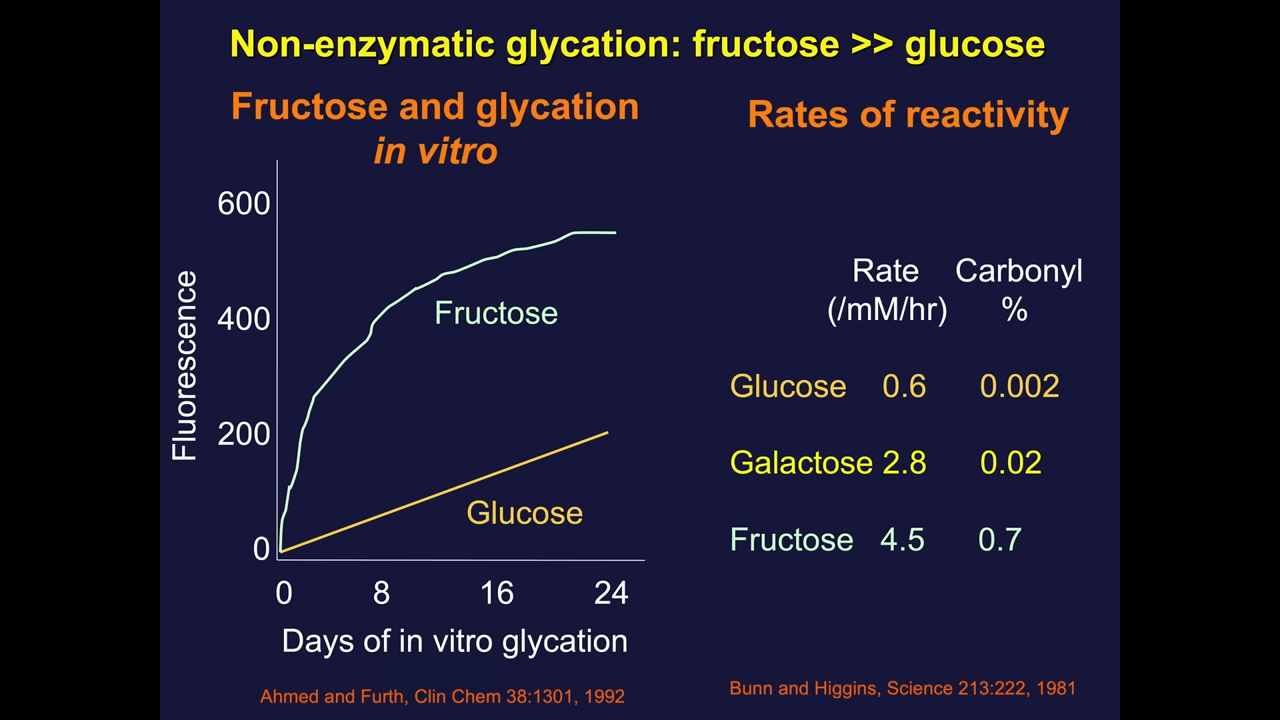 Non-enzymatic glycation: fructose >> glucose
Fructose and glycation
in vitro
600
400
200
0
Fluorescence
Fructose
Glucose
0 8 16 24
Days of in vitro glycation
Ahmed and Furth, Clin Chem 38:1301, 1992
Rates of reactivity
Rate Carbonyl
(/mM/hr) %
Glucose 0.6 0.002
Galactose 2.8 0.02
Fructose 4.5 0.7
Bunn and Higgins, Science 213:222, 1981